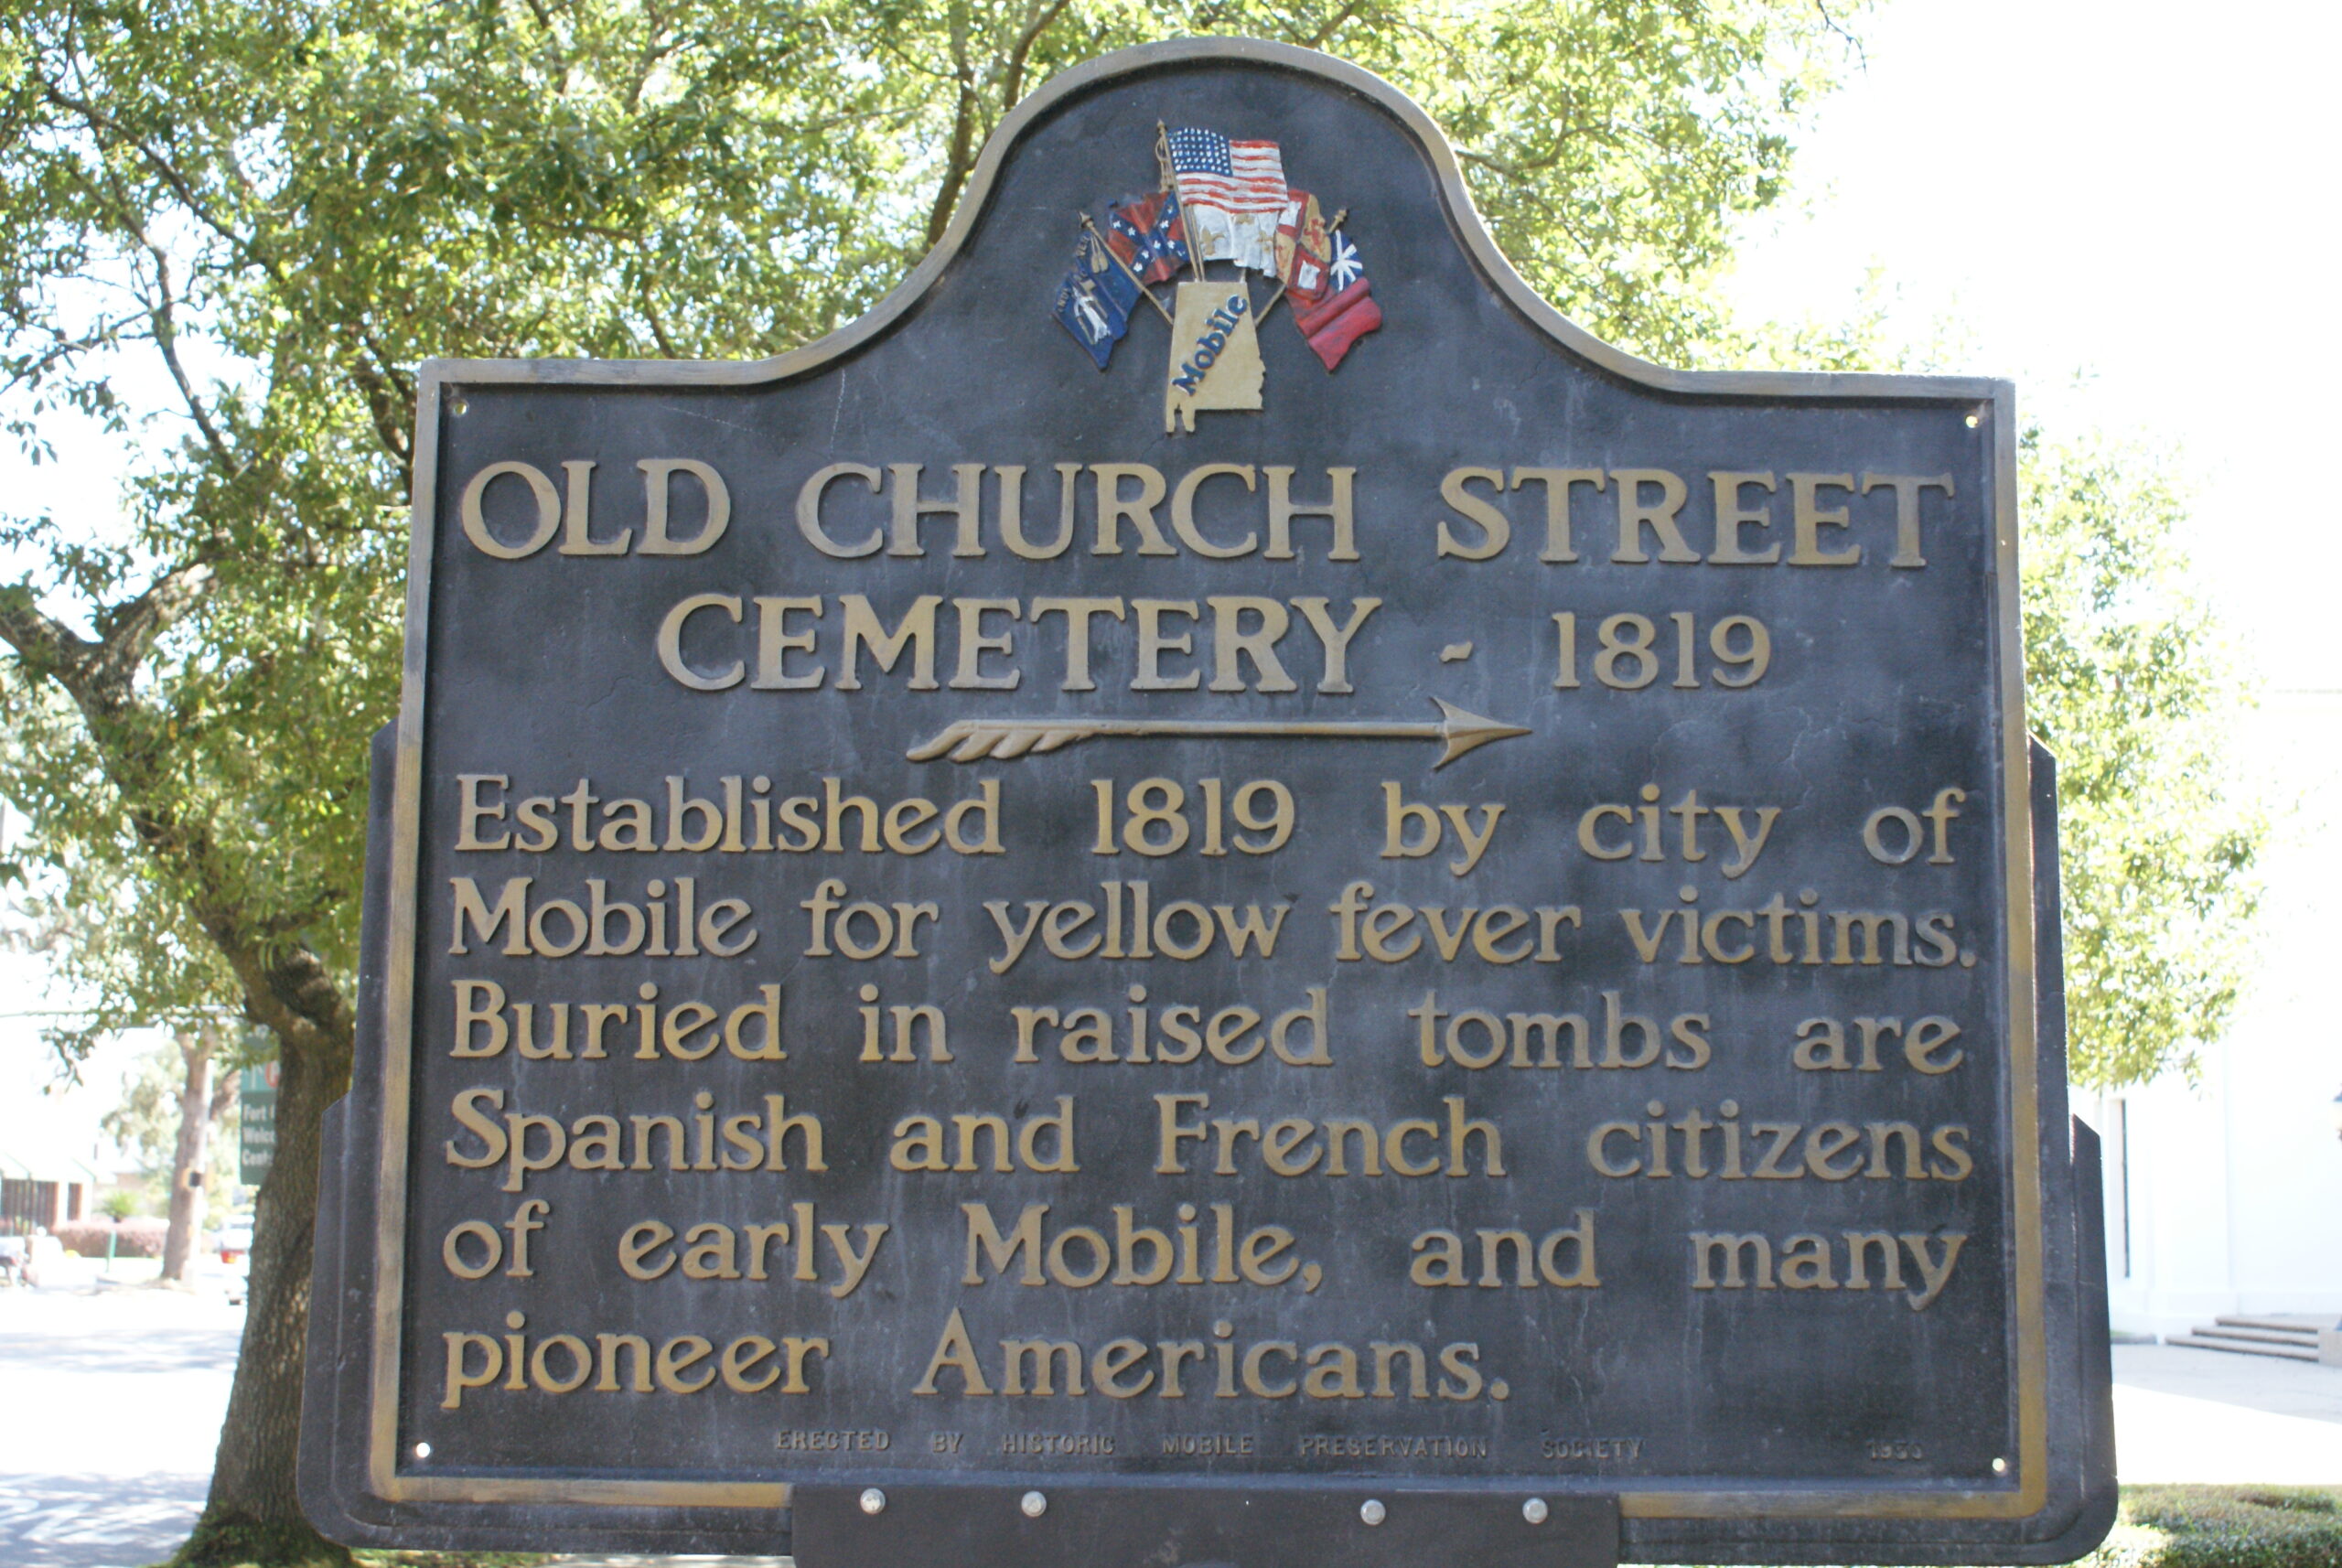 Mobile
OLD CHURCH STREET
CEMETERY - 1819
Established 1819 by city of
Mobile for yellow fever victims.
Buried in raised tombs are
Spanish and French citizens
of early Mobile, and many
pioneer Americans.
ERECTED BY HISTORIC MOBILE PRESERVATION SOCIETY
Fort